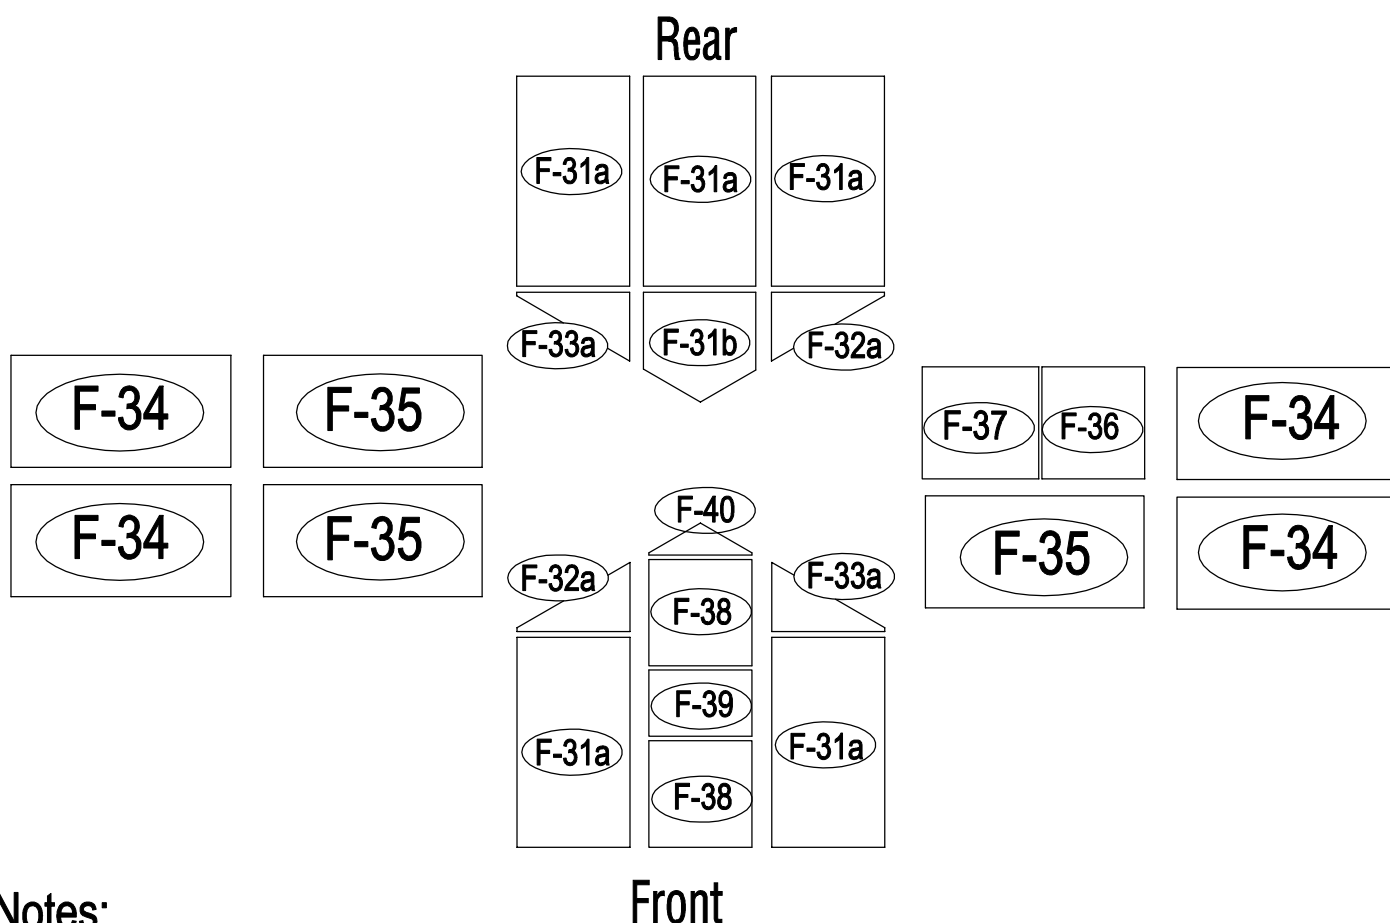 Rear
F-31a F-31a F-31a
F-33a F-31b F-32a
F-34 F-35 F-37 F-36 F-34
F-40
F-34 F-35 F-35 F-34
F-32a F-38 F-33a
F-39
F-31a F-31a
F-38
Front
Notes: